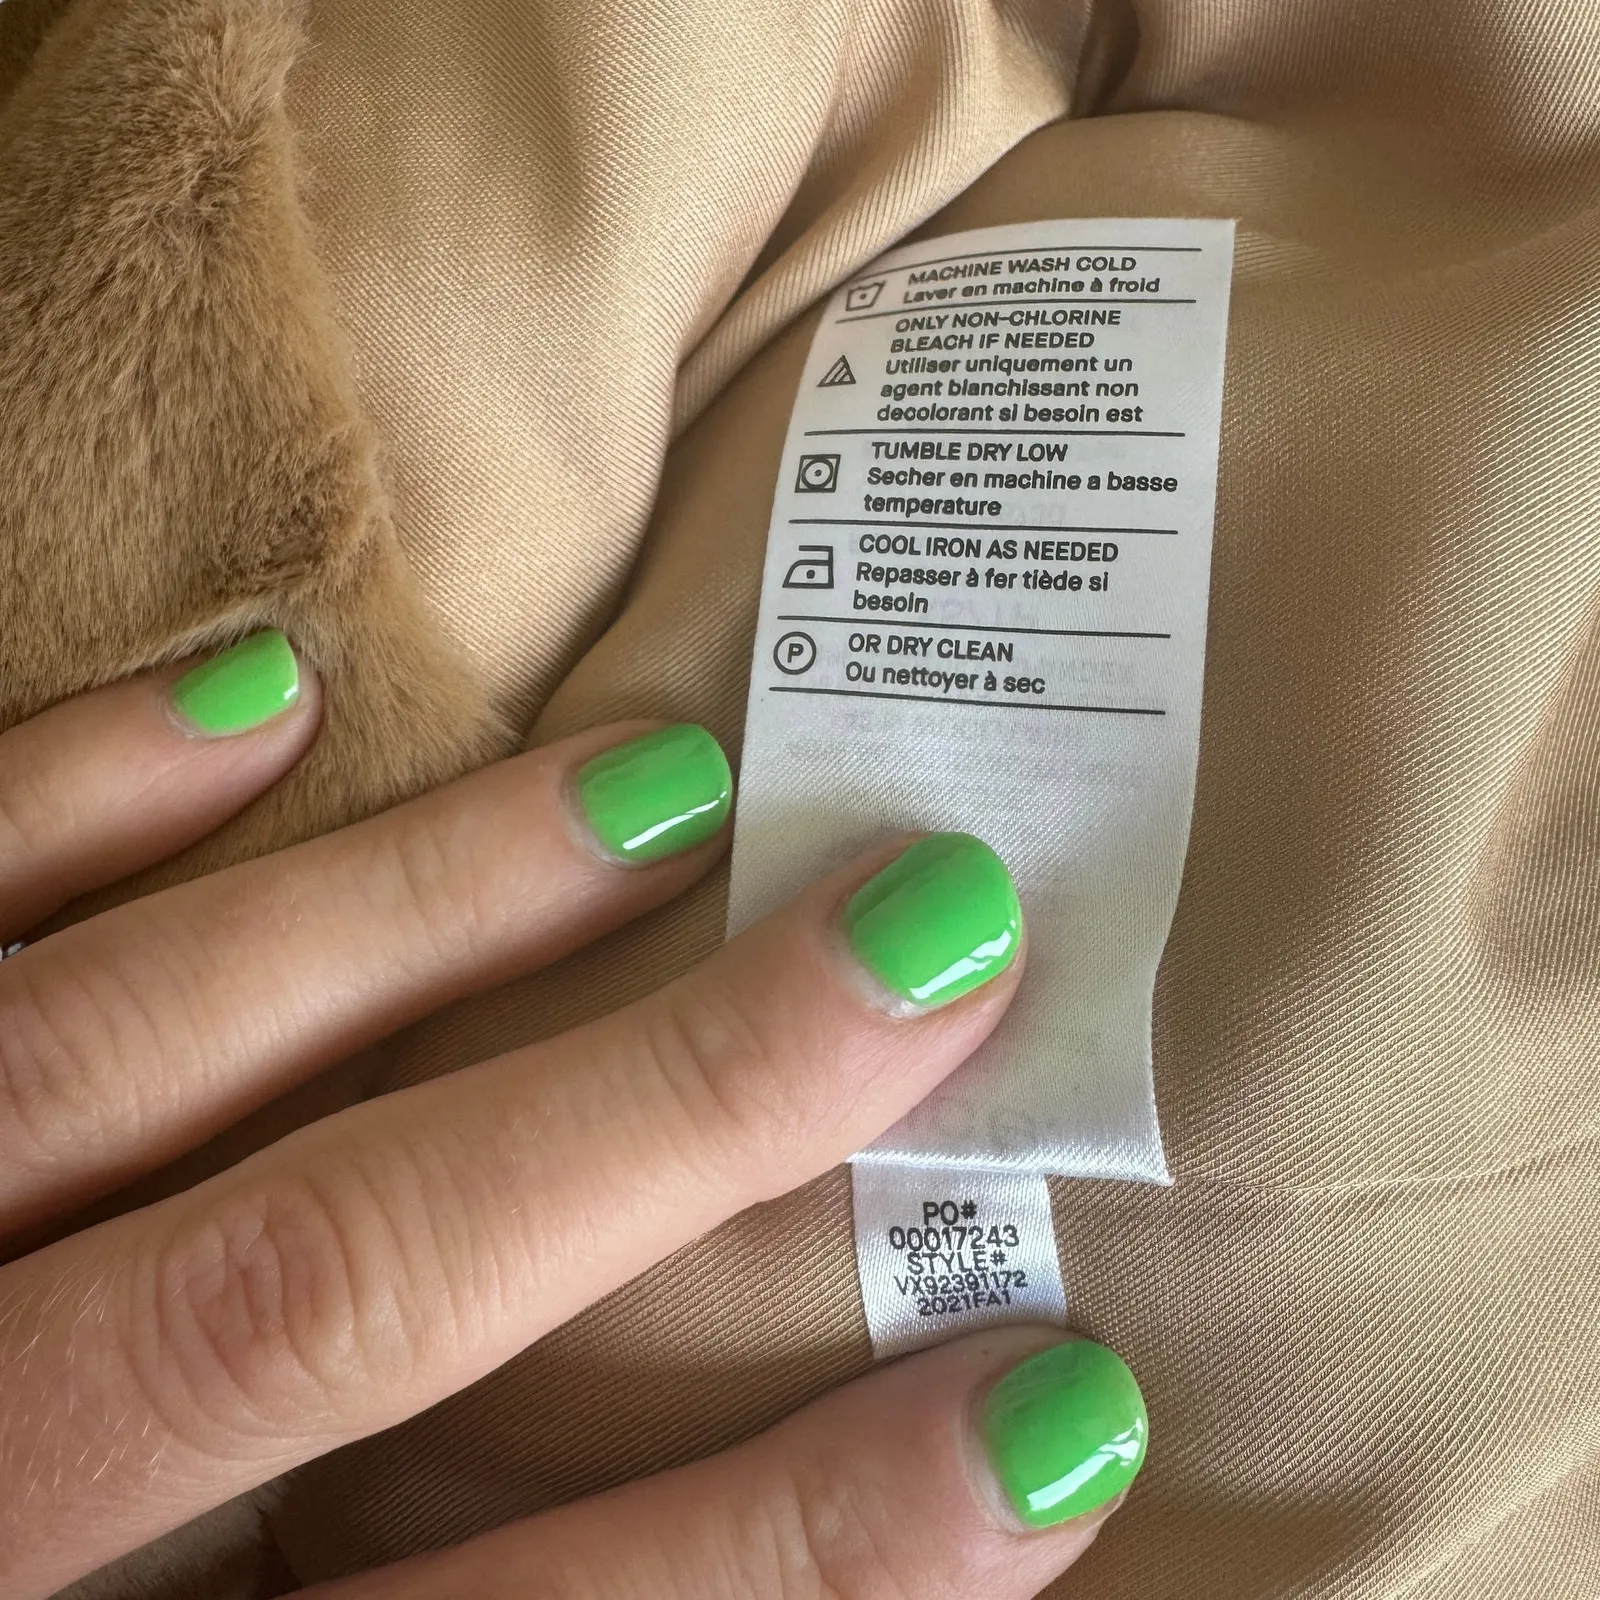 MACHINE WASH COLD
Laver en machine à froid
ONLY NON-CHLORINE
BLEACH IF NEEDED
Utiliser uniquement un
agent blanchissant non
decolorant si besoin est
TUMBLE DRY LOW
Secher en machine a basse
temperature
COOL IRON AS NEEDED
Repasser à fer tiède si
besoin
P
OR DRY CLEAN
Ou nettoyer à sec
PO#
00017243
STYLE#
VX92391172
2021FA1